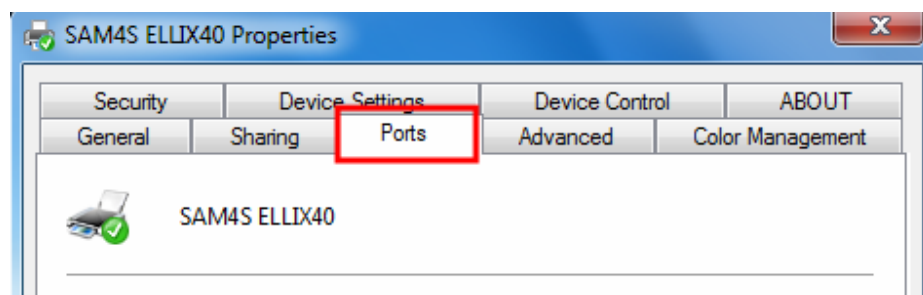 SAM4S ELLIX40 Properties
Security Device Settings Device Control ABOUT
General Sharing Ports Advanced Color Management
SAM4S ELLIX40